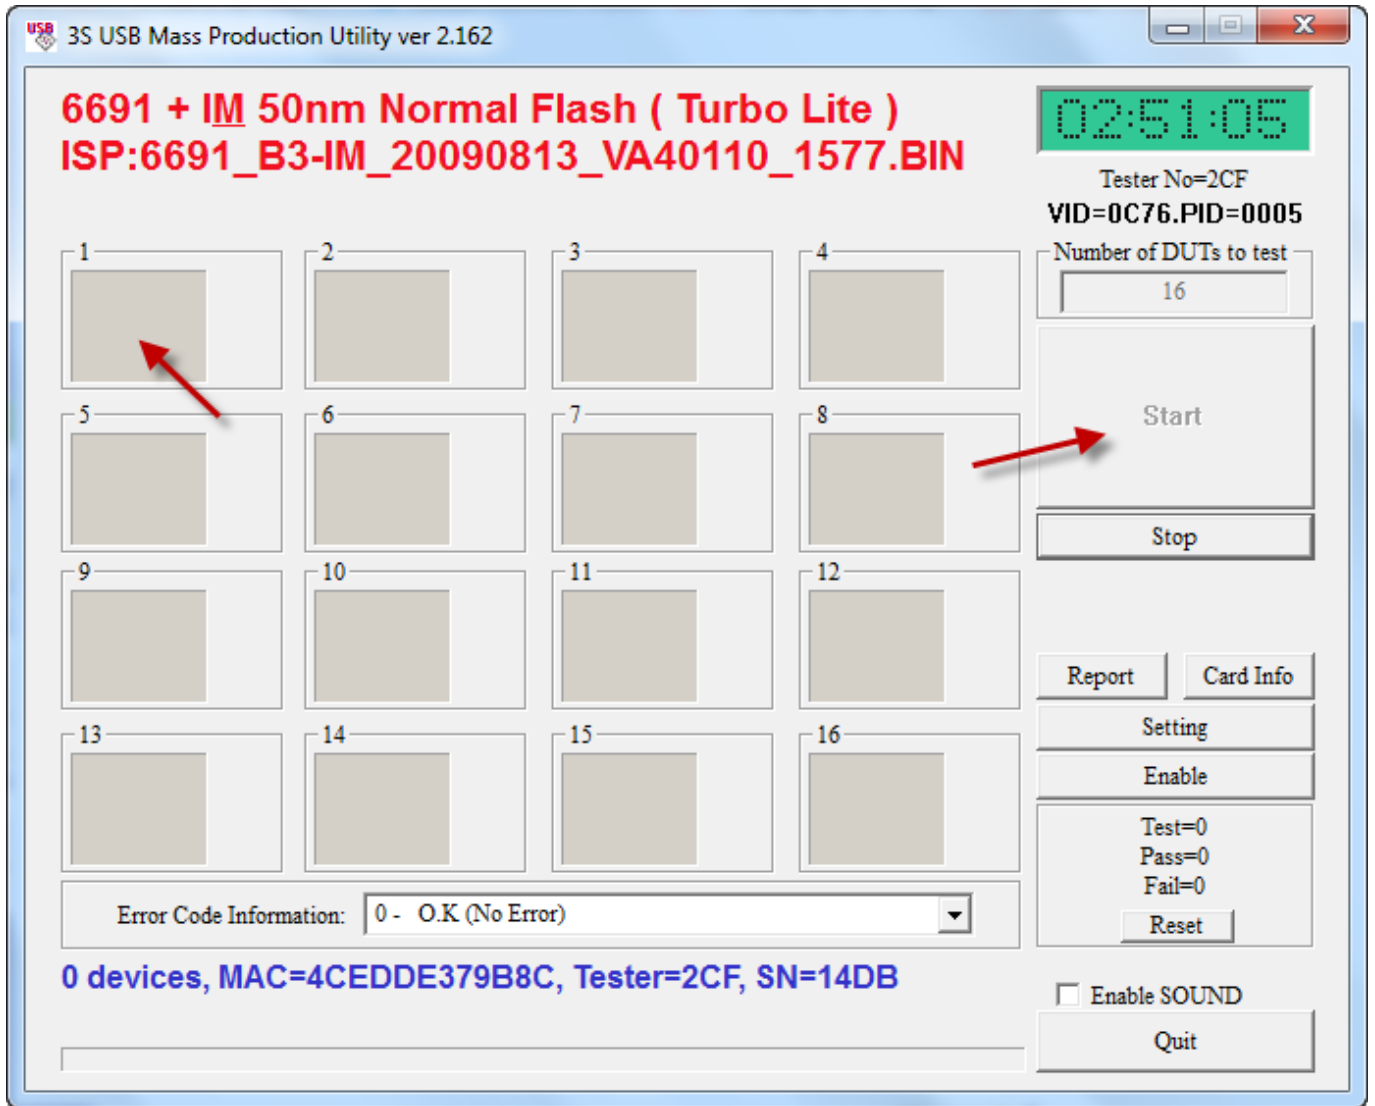 USB
3S USB Mass Production Utility ver 2.162
6691 + IM 50nm Normal Flash ( Turbo Lite )
ISP:6691_B3-IM_20090813_VA40110_1577.BIN
02:51:05
Tester No=2CF
VID=0C76.PID=0005
Number of DUTs to test
16
1
2
3
4
5
6
7
8
9
10
11
12
13
14
15
16
Start
Stop
Report
Card Info
Setting
Enable
Test=0
Pass=0
Fail=0
Reset
Error Code Information: 0 - O.K (No Error)
0 devices, MAC=4CEDDE379B8C, Tester=2CF, SN=14DB
Enable SOUND
Quit